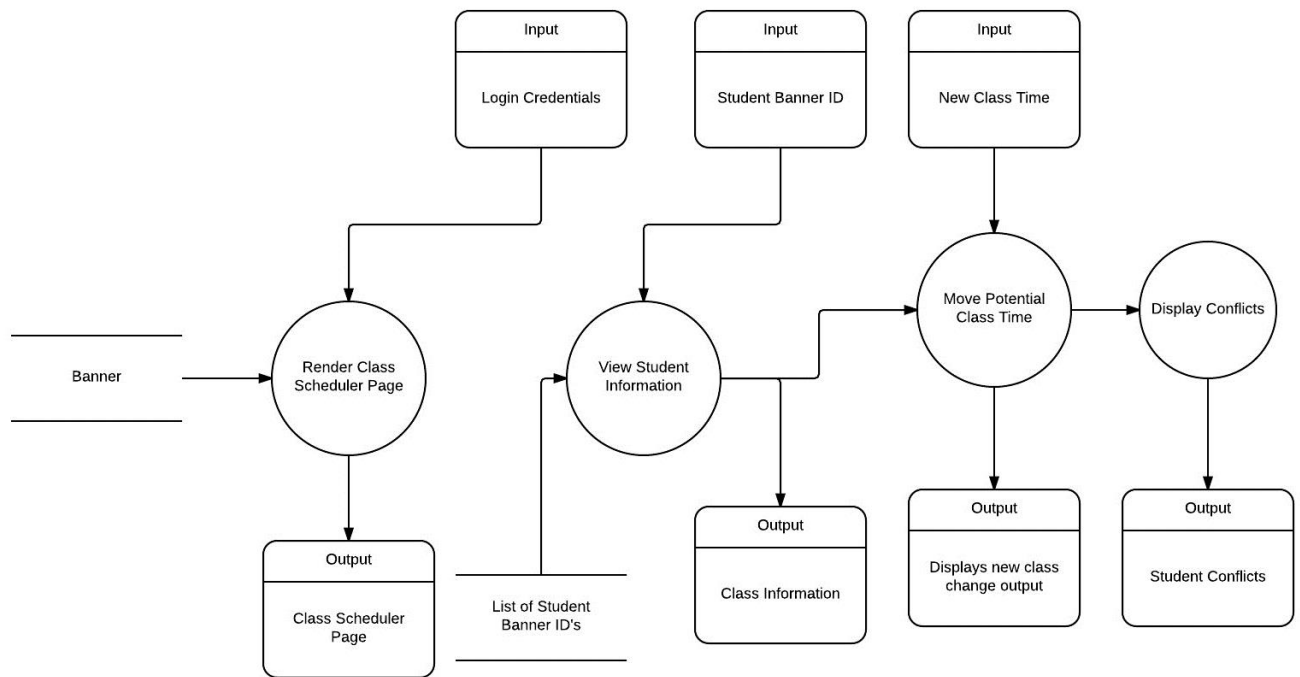 Input
Login Credentials
Input
Student Banner ID
Input
New Class Time
Banner
Render Class
Scheduler Page
View Student
Information
Move Potential
Class Time
Display Conflicts
Output
Class Scheduler
Page
List of Student
Banner ID's
Output
Class Information
Output
Displays new class
change output
Output
Student Conflicts